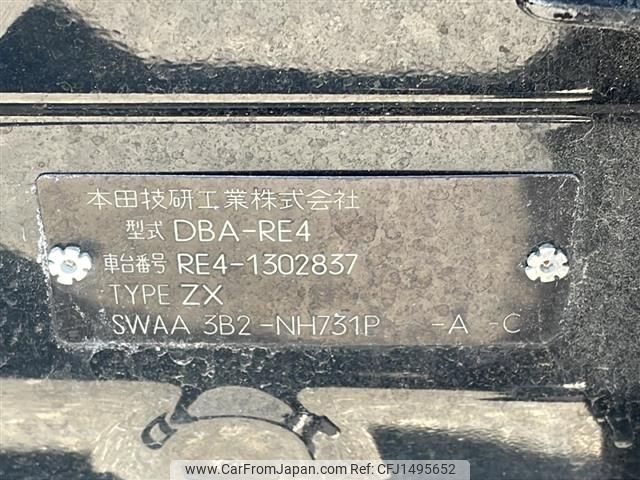 本田技研工業株式会社
型式 DBA-RE4
車台番号 RE4-1302837
TYPE ZX
SWAA 3B2 -NH731P -A -C
www.CarFromJapan.com | Ref.No CFJ1495652